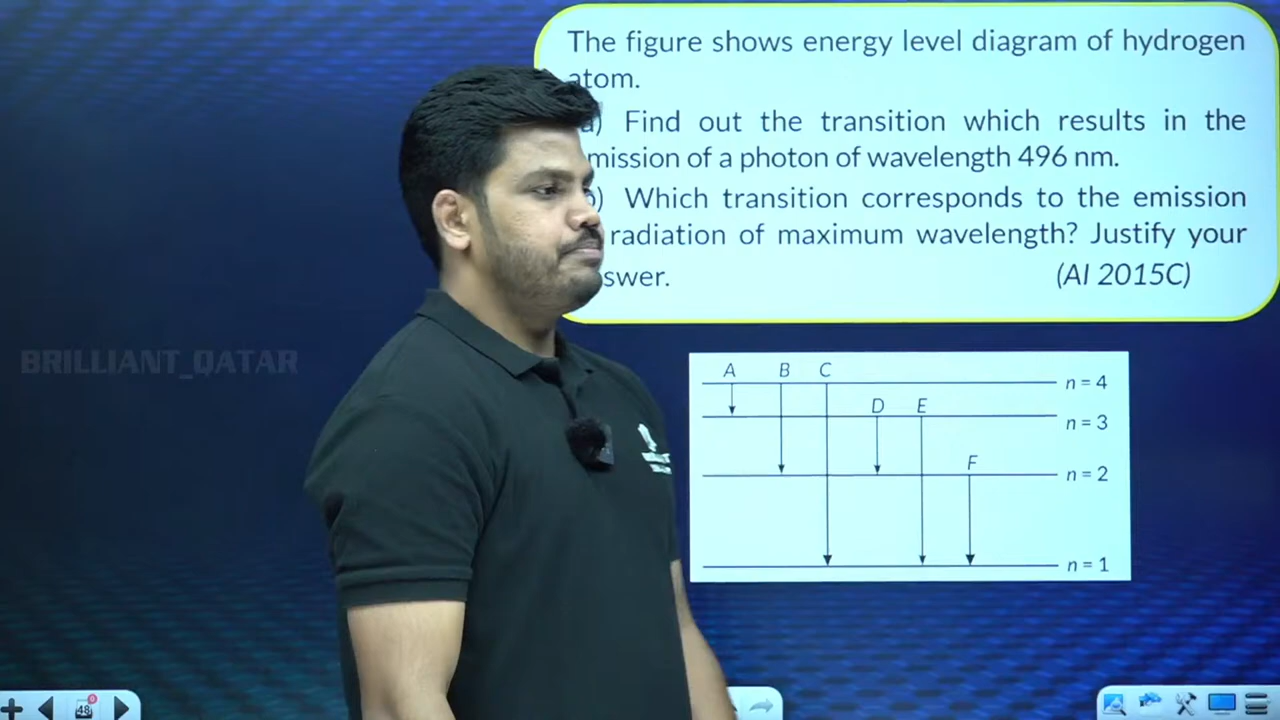 The figure shows energy level diagram of hydrogen
atom.
Find out the transition which results in the
mission of a photon of wavelength 496 nm.
Which transition corresponds to the emission
radiation of maximum wavelength? Justify your
swer. (AI 2015C)
BRILLIANT_QATAR
A B C
n = 4
D E
n = 3
F
n = 2
n = 1
48